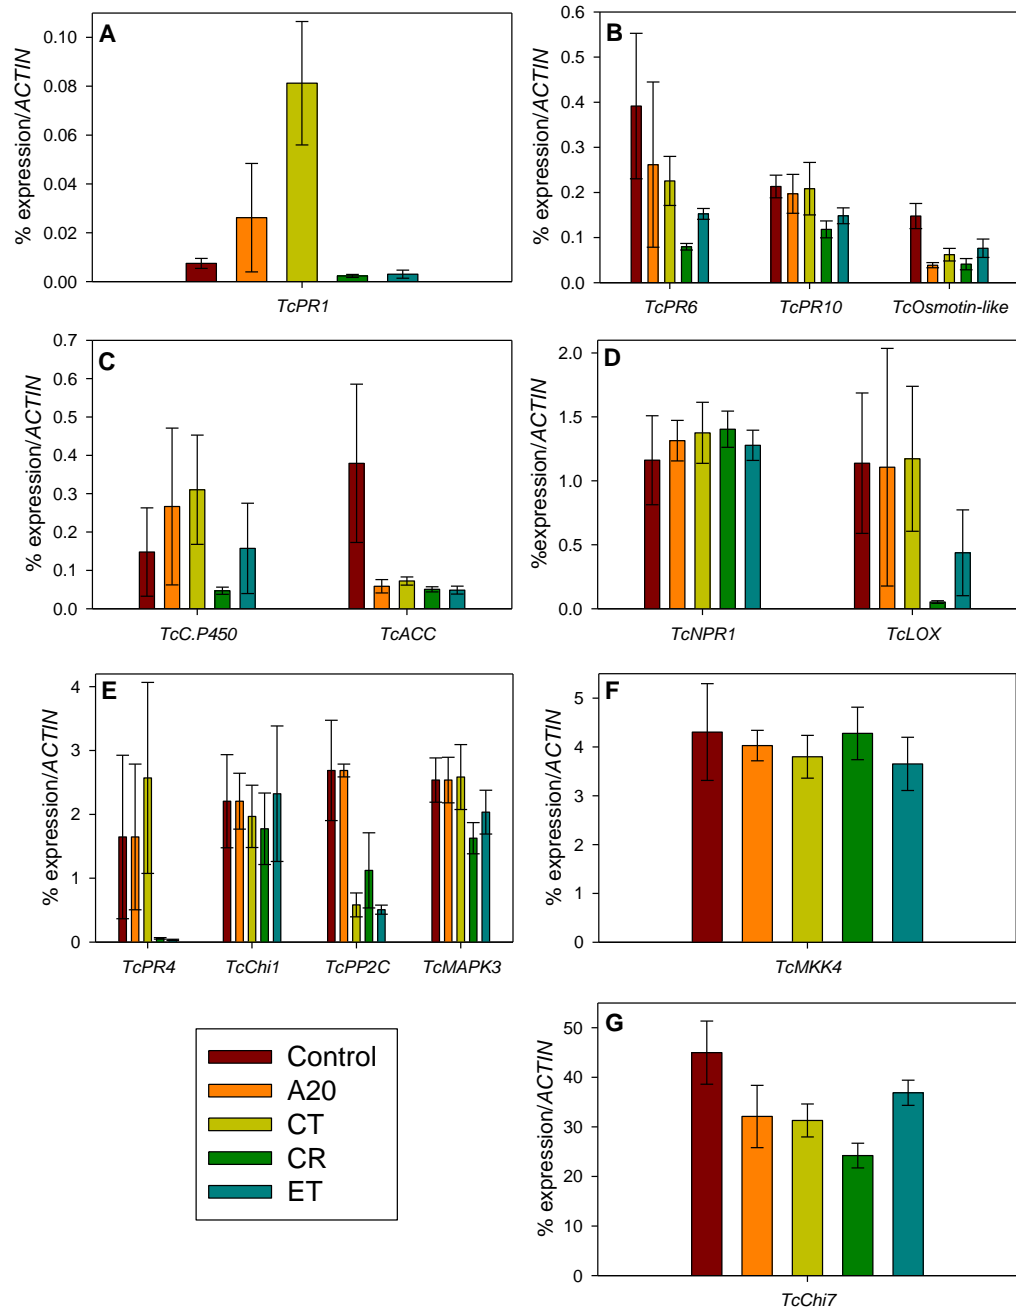 A
% expression/ACTIN
0.10
0.08
0.06
0.04
0.02
0.00
TcPR1
B
% expression/ACTIN
0.6
0.5
0.4
0.3
0.2
0.1
0.0
TcPR6 TcPR10 TcOsmotin-like
C
% expression/ACTIN
0.7
0.6
0.5
0.4
0.3
0.2
0.1
0.0
TcC.P450 TcACC
D
%expression/ACTIN
2.0
1.5
1.0
0.5
0.0
TcNPR1 TcLOX
E
% expression/ACTIN
4
3
2
1
0
TcPR4 TcChi1 TcPP2C TcMAPK3
F
% expression/ACTIN
5
4
3
2
1
0
TcMKK4
G
% expression/ACTIN
50
40
30
20
10
0
TcChi7
Control
A20
CT
CR
ET